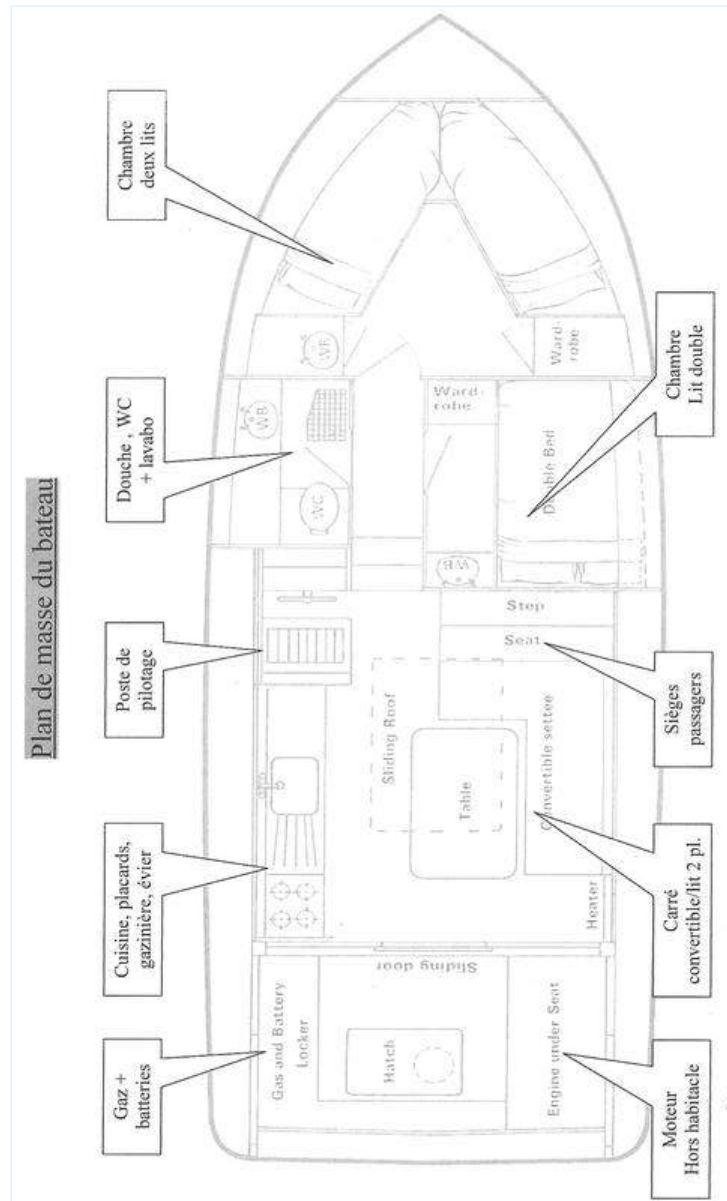 Plan de masse du bateau
Gaz +
batteries
Cuisine, placards,
gazinière, évier
Poste de
pilotage
Douche , WC
+ lavabo
Chambre
deux lits
Gas and Battery
Locker
Hatch
Engine under Seat
Sliding door
Heater
Sliding Roof
Table
Convertible settee
Seat
Step
WC
WB
WB
WB
Ward-
robe
Double Bed
Ward-
robe
Moteur
Hors habitacle
Carré
convertible/lit 2 pl.
Sièges
passagers
Chambre
Lit double